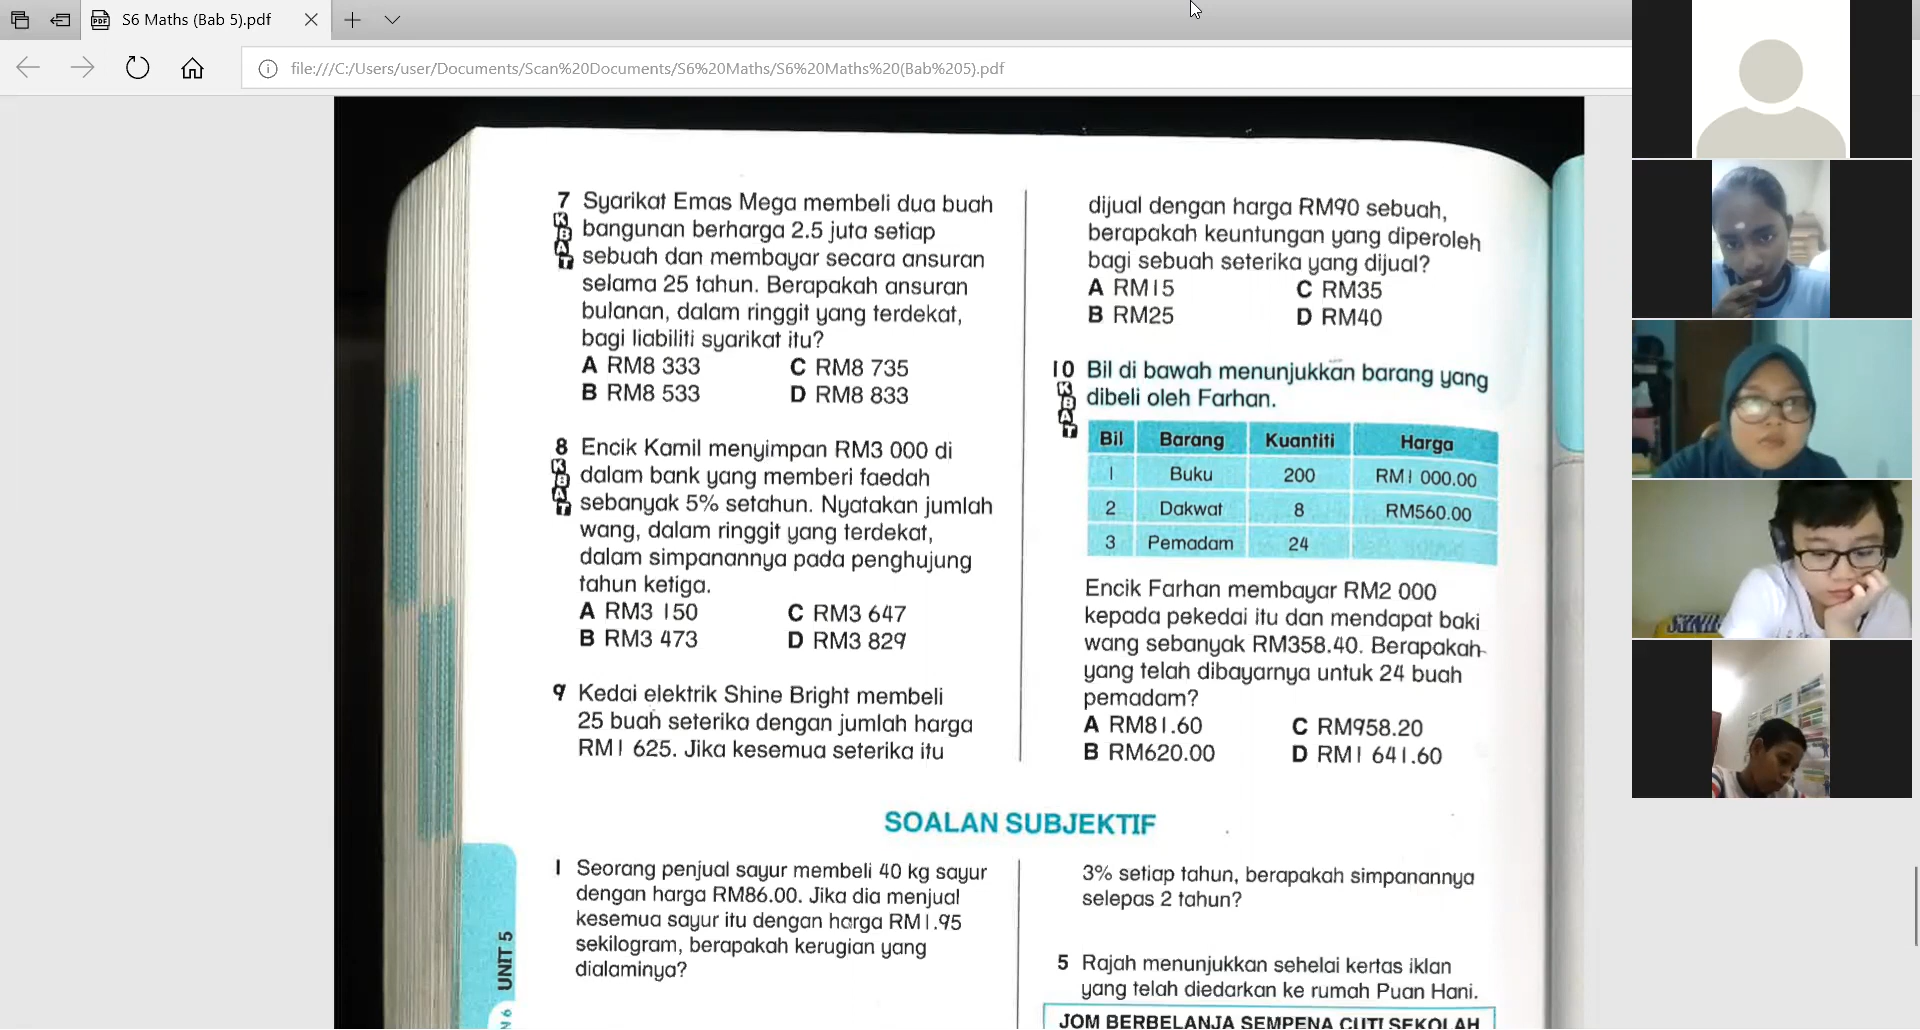 S6 Maths (Bab 5).pdf
file:///C:/Users/user/Documents/Scan%20Documents/S6%20Maths/S6%20Maths%20(Bab%205).pdf
7 Syarikat Emas Mega membeli dua buah
KBAT
bangunan berharga 2.5 juta setiap
sebuah dan membayar secara ansuran
selama 25 tahun. Berapakah ansuran
bulanan, dalam ringgit yang terdekat,
bagi liabiliti syarikat itu?
A RM8 333 C RM8 735
B RM8 533 D RM8 833
8 Encik Kamil menyimpan RM3 000 di
KBAT
dalam bank yang memberi faedah
sebanyak 5% setahun. Nyatakan jumlah
wang, dalam ringgit yang terdekat,
dalam simpanannya pada penghujung
tahun ketiga.
A RM3 150 C RM3 647
B RM3 473 D RM3 829
9 Kedai elektrik Shine Bright membeli
25 buah seterika dengan jumlah harga
RM1 625. Jika kesemua seterika itu
dijual dengan harga RM90 sebuah,
berapakah keuntungan yang diperoleh
bagi sebuah seterika yang dijual?
A RM15 C RM35
B RM25 D RM40
10 Bil di bawah menunjukkan barang yang
KBAT
dibeli oleh Farhan.
Bil Barang Kuantiti Harga
1 Buku 200 RM1 000.00
2 Dakwat 8 RM560.00
3 Pemadam 24
Encik Farhan membayar RM2 000
kepada pekedai itu dan mendapat baki
wang sebanyak RM358.40. Berapakah
yang telah dibayarnya untuk 24 buah
pemadam?
A RM81.60 C RM958.20
B RM620.00 D RM1 641.60
SOALAN SUBJEKTIF
1 Seorang penjual sayur membeli 40 kg sayur
dengan harga RM86.00. Jika dia menjual
kesemua sayur itu dengan harga RM1.95
sekilogram, berapakah kerugian yang
dialaminya?
3% setiap tahun, berapakah simpanannya
selepas 2 tahun?
5 Rajah menunjukkan sehelai kertas iklan
yang telah diedarkan ke rumah Puan Hani.
JOM BERBELANJA SEMPENA CUTI SEKOLAH
UNIT 5